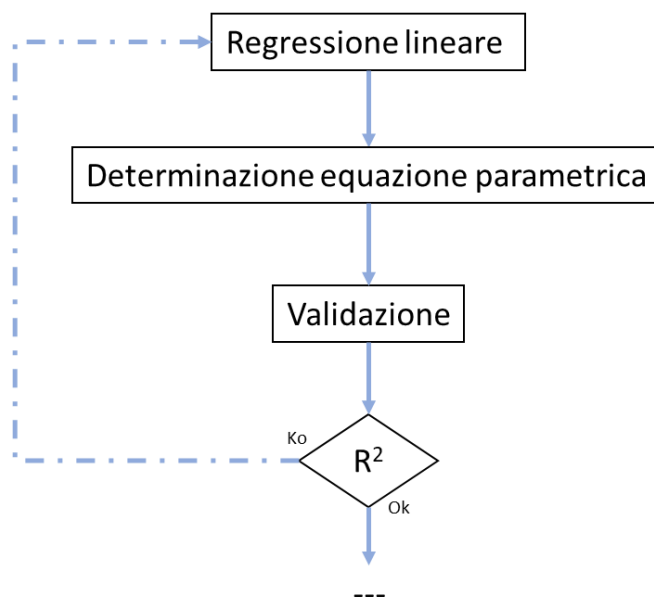 Regressione lineare
Determinazione equazione parametrica
Validazione
Ko
R²
Ok
---